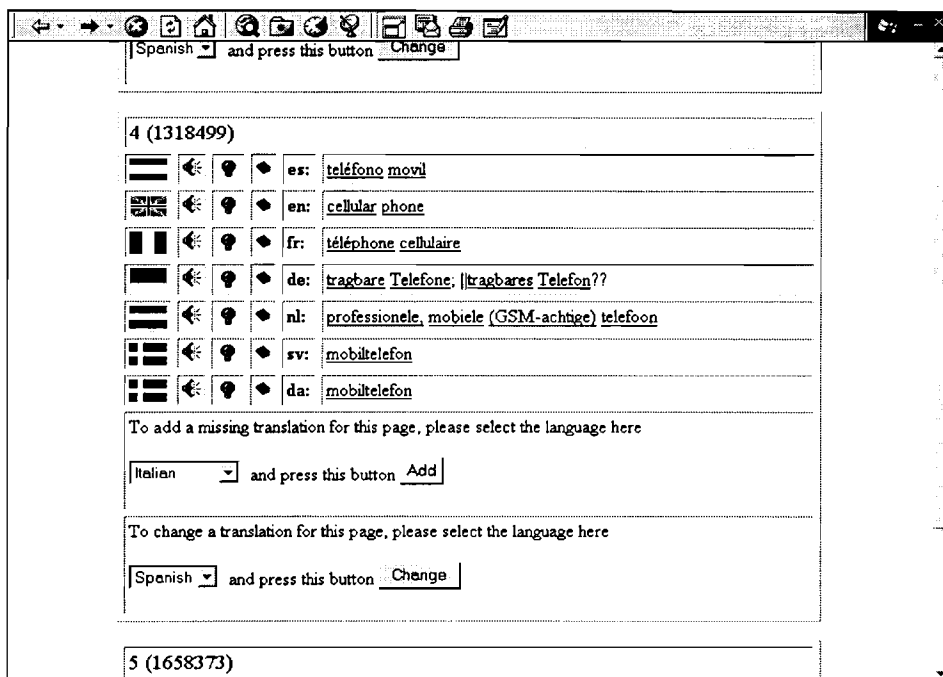 Spanish and press this button Change
4 (1318499)
es: teléfono movil
en: cellular phone
fr: téléphone cellulaire
de: tragbare Telefone; ||tragbares Telefon??
nl: professionele, mobiele (GSM-achtige) telefoon
sv: mobiltelefon
da: mobiltelefon
To add a missing translation for this page, please select the language here
Italian and press this button Add
To change a translation for this page, please select the language here
Spanish and press this button Change
5 (1658373)